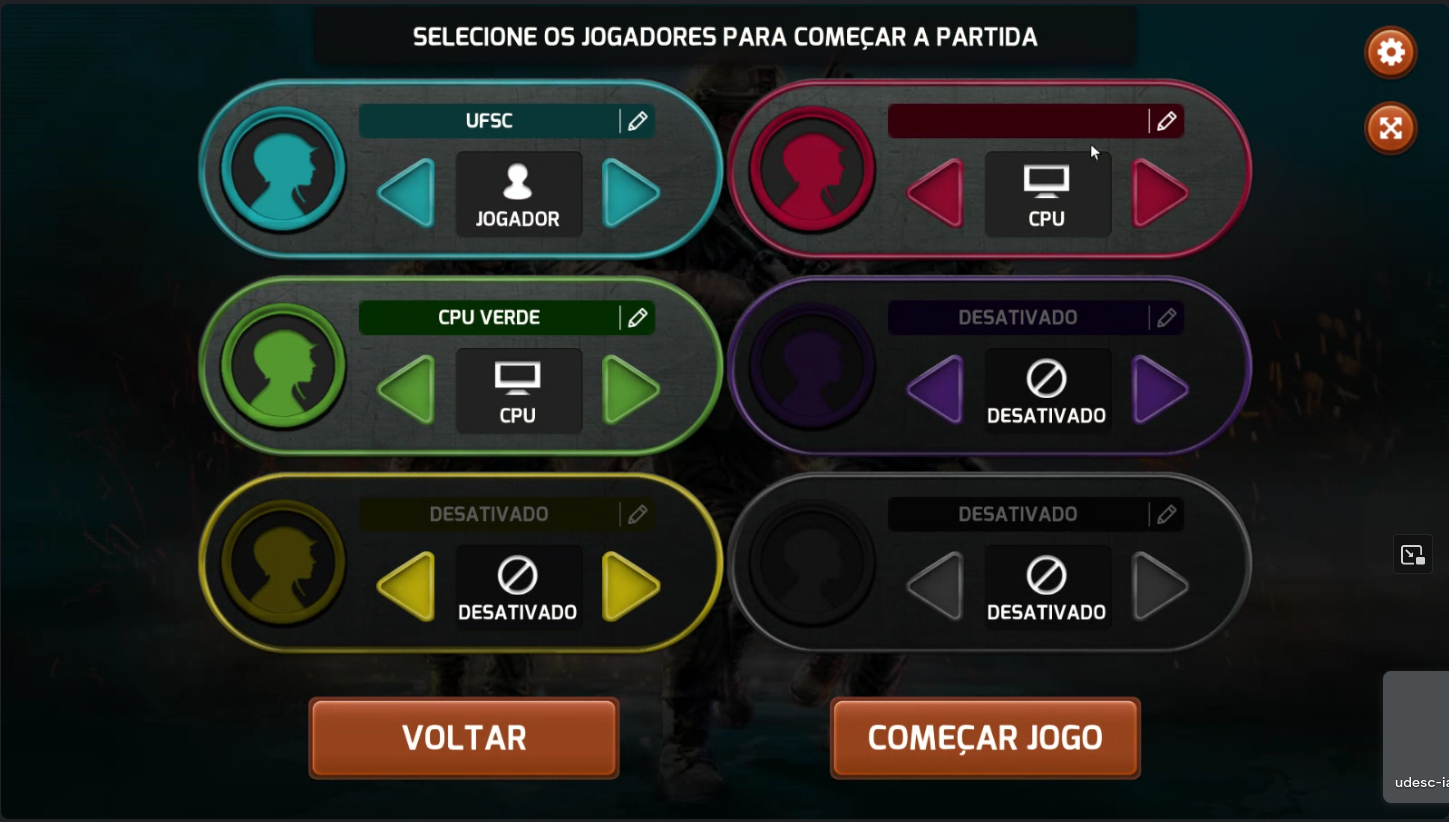 SELECIONE OS JOGADORES PARA COMEÇAR A PARTIDA
UFSC
JOGADOR
CPU
CPU VERDE
CPU
DESATIVADO
DESATIVADO
DESATIVADO
DESATIVADO
DESATIVADO
DESATIVADO
VOLTAR
COMEÇAR JOGO
udesc-ia